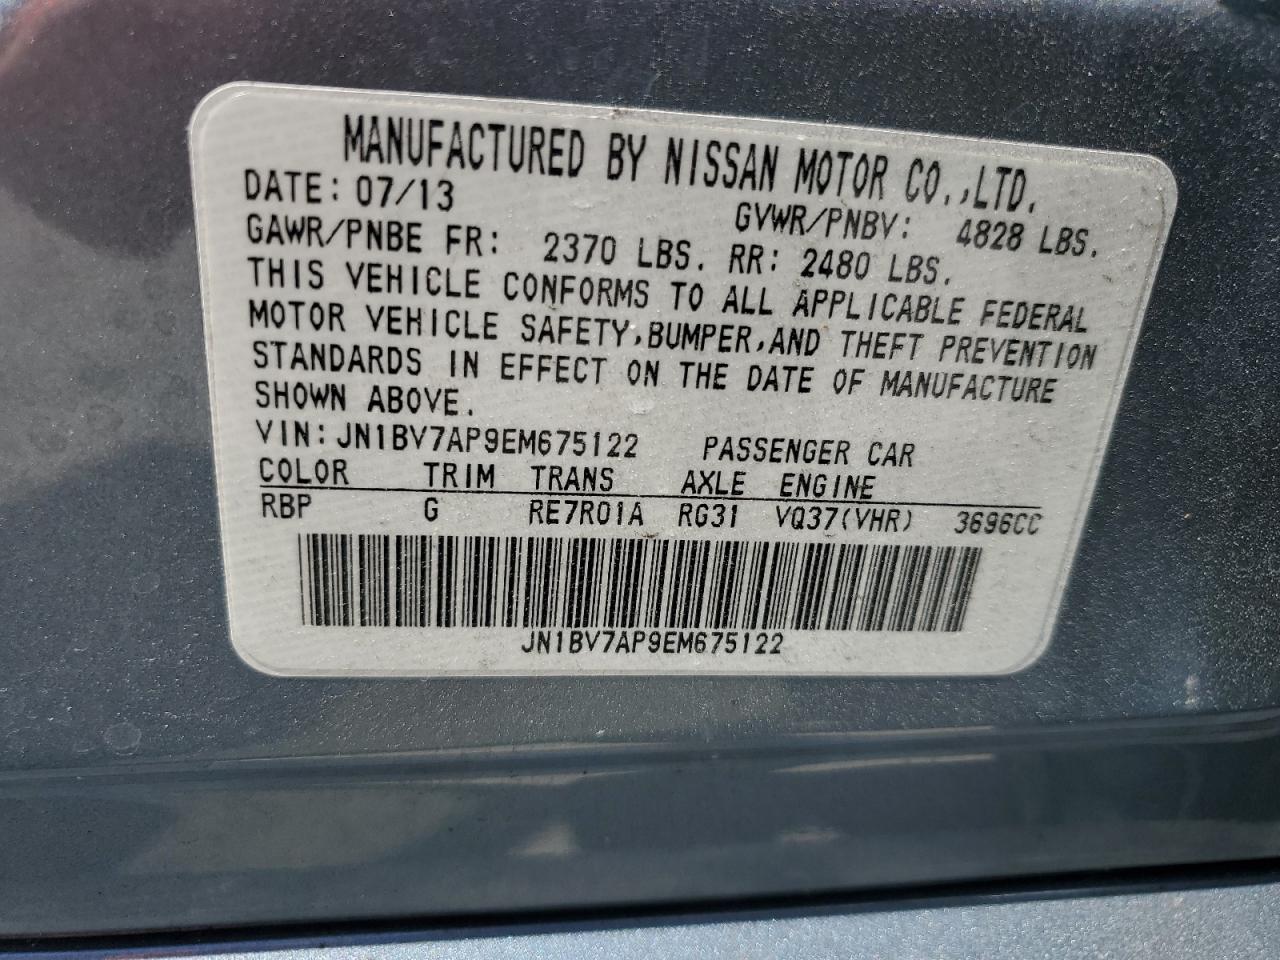 MANUFACTURED BY NISSAN MOTOR CO.,LTD.
DATE: 07/13 GVWR/PNBV: 4828 LBS.
GAWR/PNBE FR: 2370 LBS. RR: 2480 LBS.
THIS VEHICLE CONFORMS TO ALL APPLICABLE FEDERAL
MOTOR VEHICLE SAFETY,BUMPER,AND THEFT PREVENTION
STANDARDS IN EFFECT ON THE DATE OF MANUFACTURE
SHOWN ABOVE.
VIN: JN1BV7AP9EM675122 PASSENGER CAR
COLOR TRIM TRANS AXLE ENGINE
RBP G RE7R01A RG31 VQ37(VHR) 3696CC
JN1BV7AP9EM675122